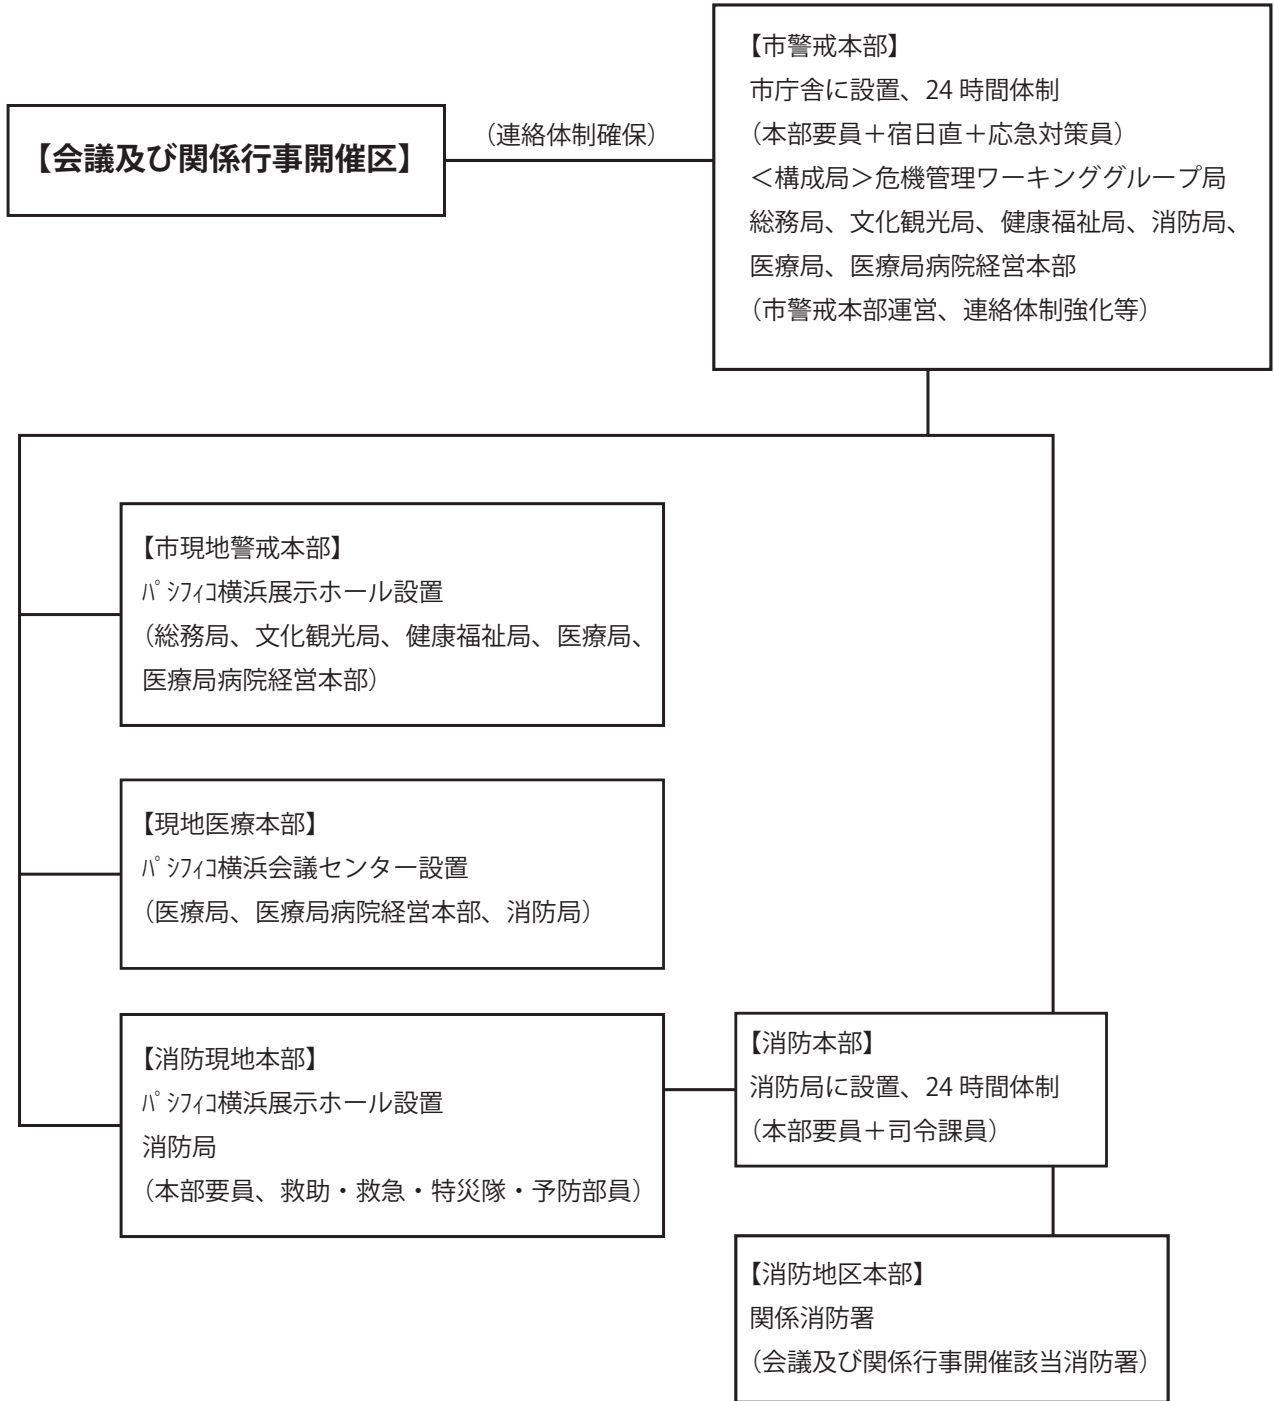 【市警戒本部】
市庁舎に設置、24 時間体制
（本部要員＋宿日直＋応急対策員）
＜構成局＞危機管理ワーキンググループ局
総務局、文化観光局、健康福祉局、消防局、
医療局、医療局病院経営本部
（市警戒本部運営、連絡体制強化等）
【会議及び関係行事開催区】
（連絡体制確保）
【市現地警戒本部】
ﾊﾟｼﾌｨｺ横浜展示ホール設置
（総務局、文化観光局、健康福祉局、医療局、
医療局病院経営本部）
【現地医療本部】
ﾊﾟｼﾌｨｺ横浜会議センター設置
（医療局、医療局病院経営本部、消防局）
【消防現地本部】
ﾊﾟｼﾌｨｺ横浜展示ホール設置
消防局
（本部要員、救助・救急・特災隊・予防部員）
【消防本部】
消防局に設置、24 時間体制
（本部要員＋司令課員）
【消防地区本部】
関係消防署
（会議及び関係行事開催該当消防署）